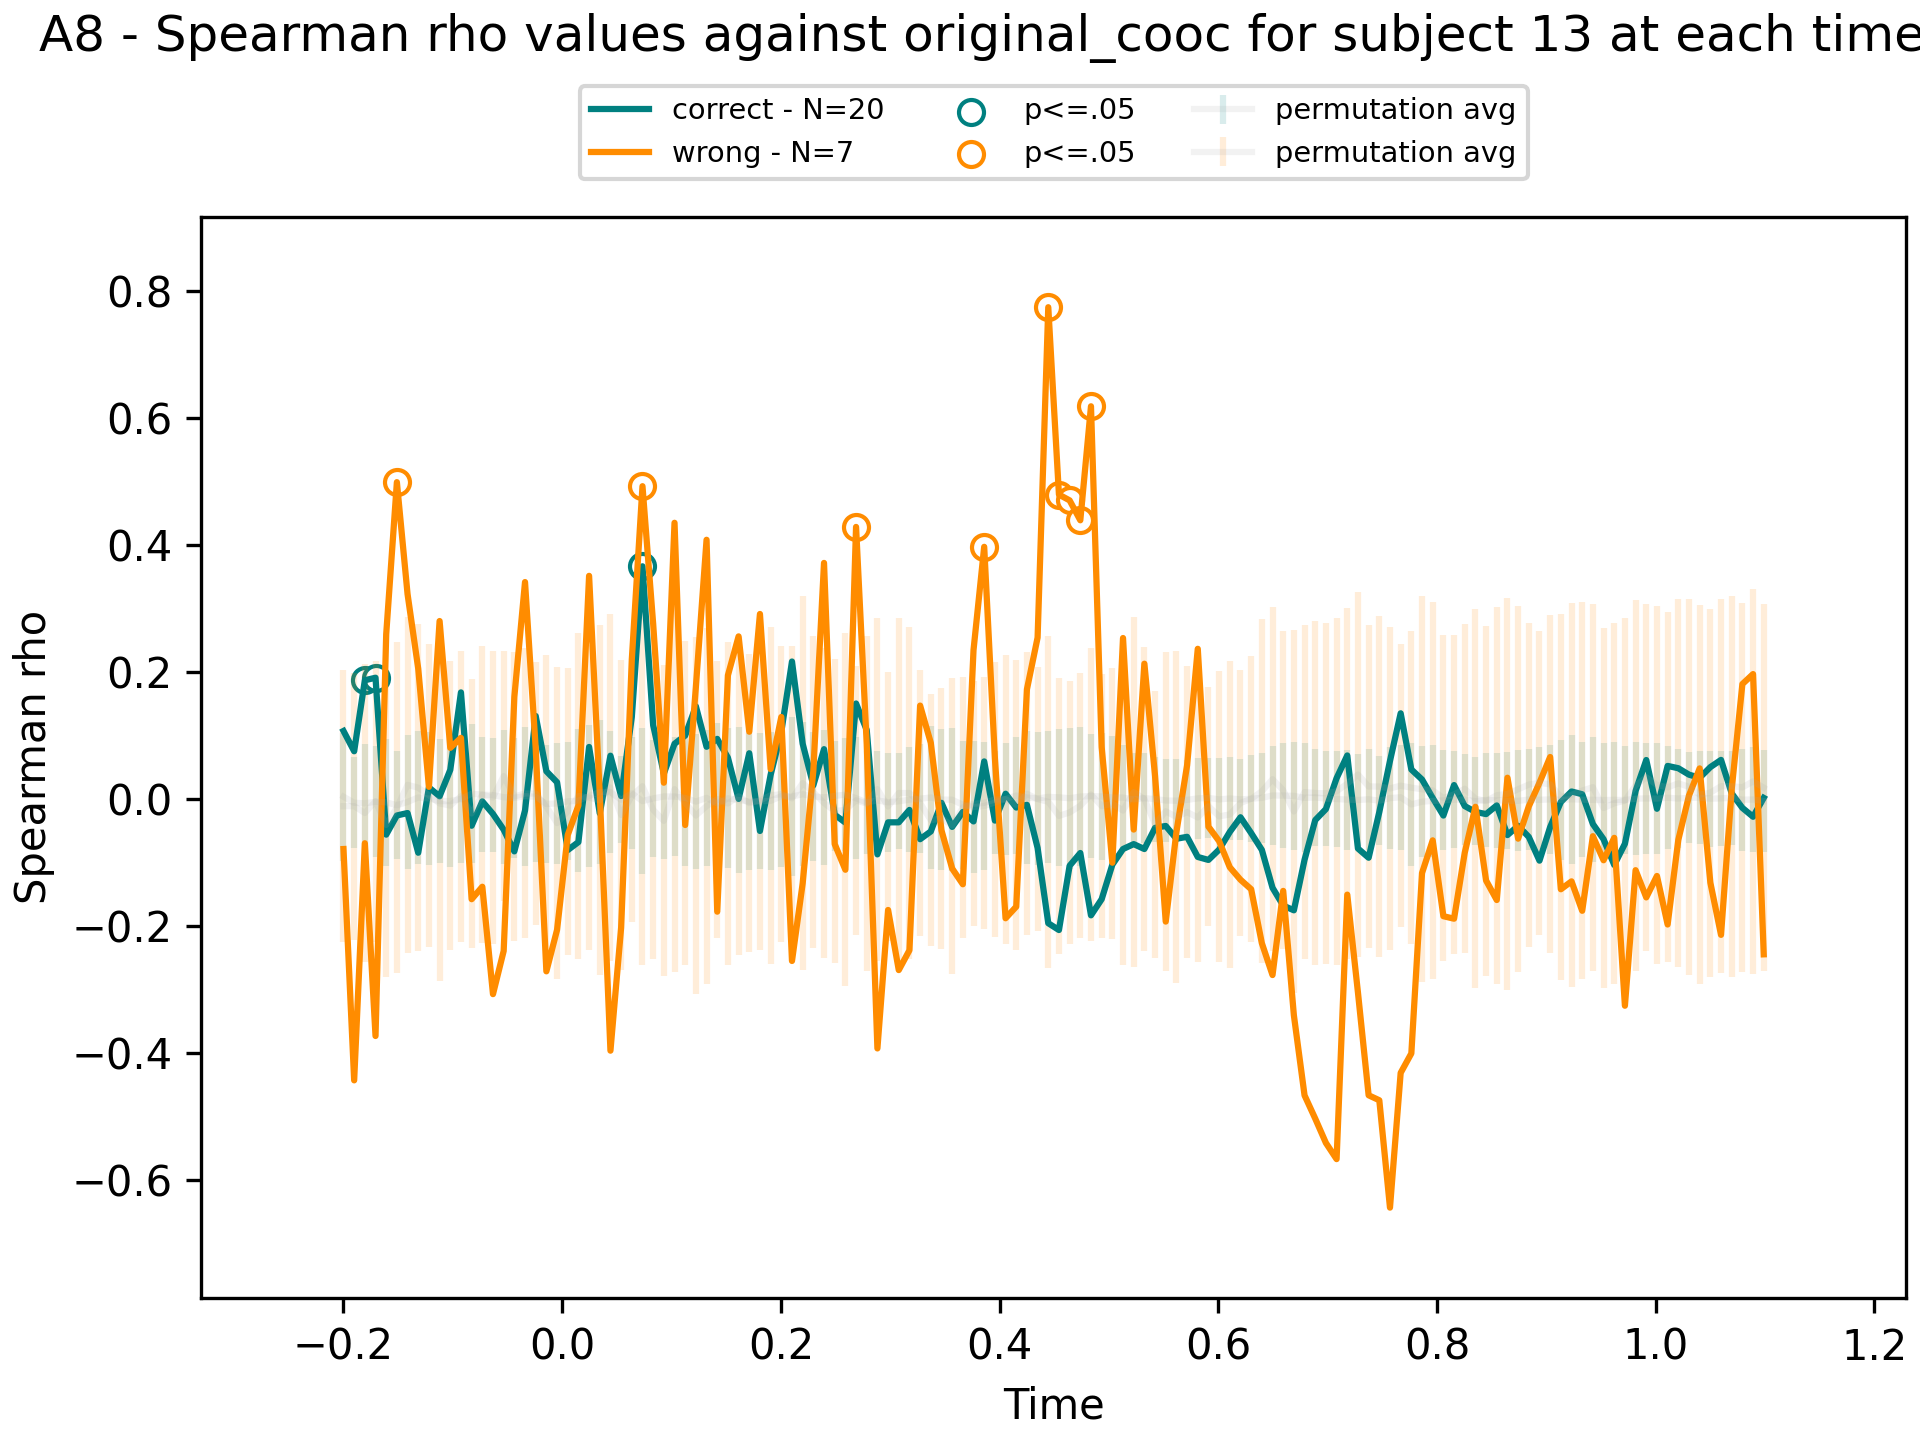 A8 - Spearman rho values against original_cooc for subject 13 at each time
correct - N=20
wrong - N=7
p<=.05
p<=.05
permutation avg
permutation avg
0.8
0.6
0.4
0.2
0.0
−0.2
−0.4
−0.6
Spearman rho
−0.2 0.0 0.2 0.4 0.6 0.8 1.0 1.2
Time